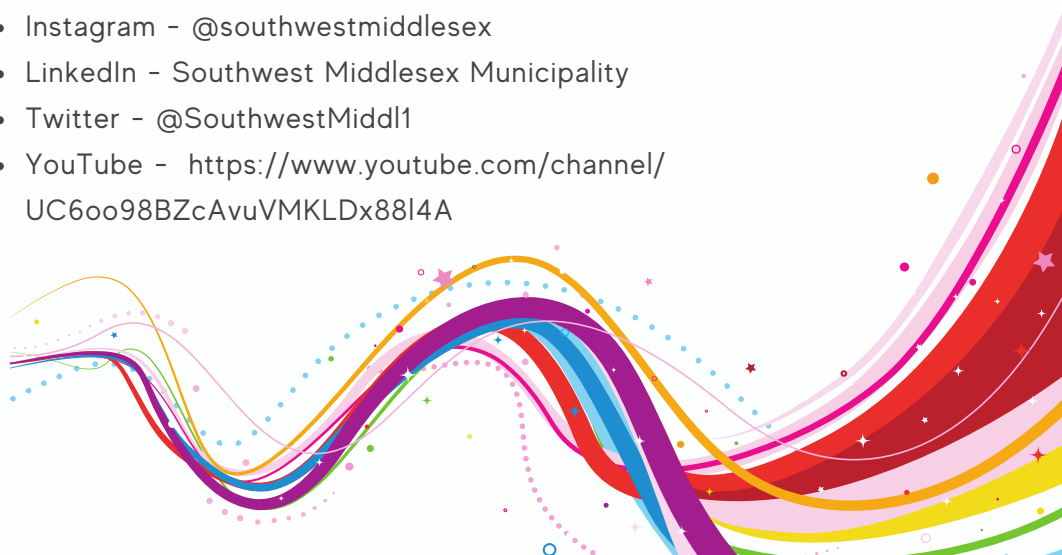 • Instagram - @southwestmiddlesex
• LinkedIn - Southwest Middlesex Municipality
• Twitter - @SouthwestMiddl1
• YouTube -  https://www.youtube.com/channel/
UC6oo98BZcAvuVMKLDx88l4A